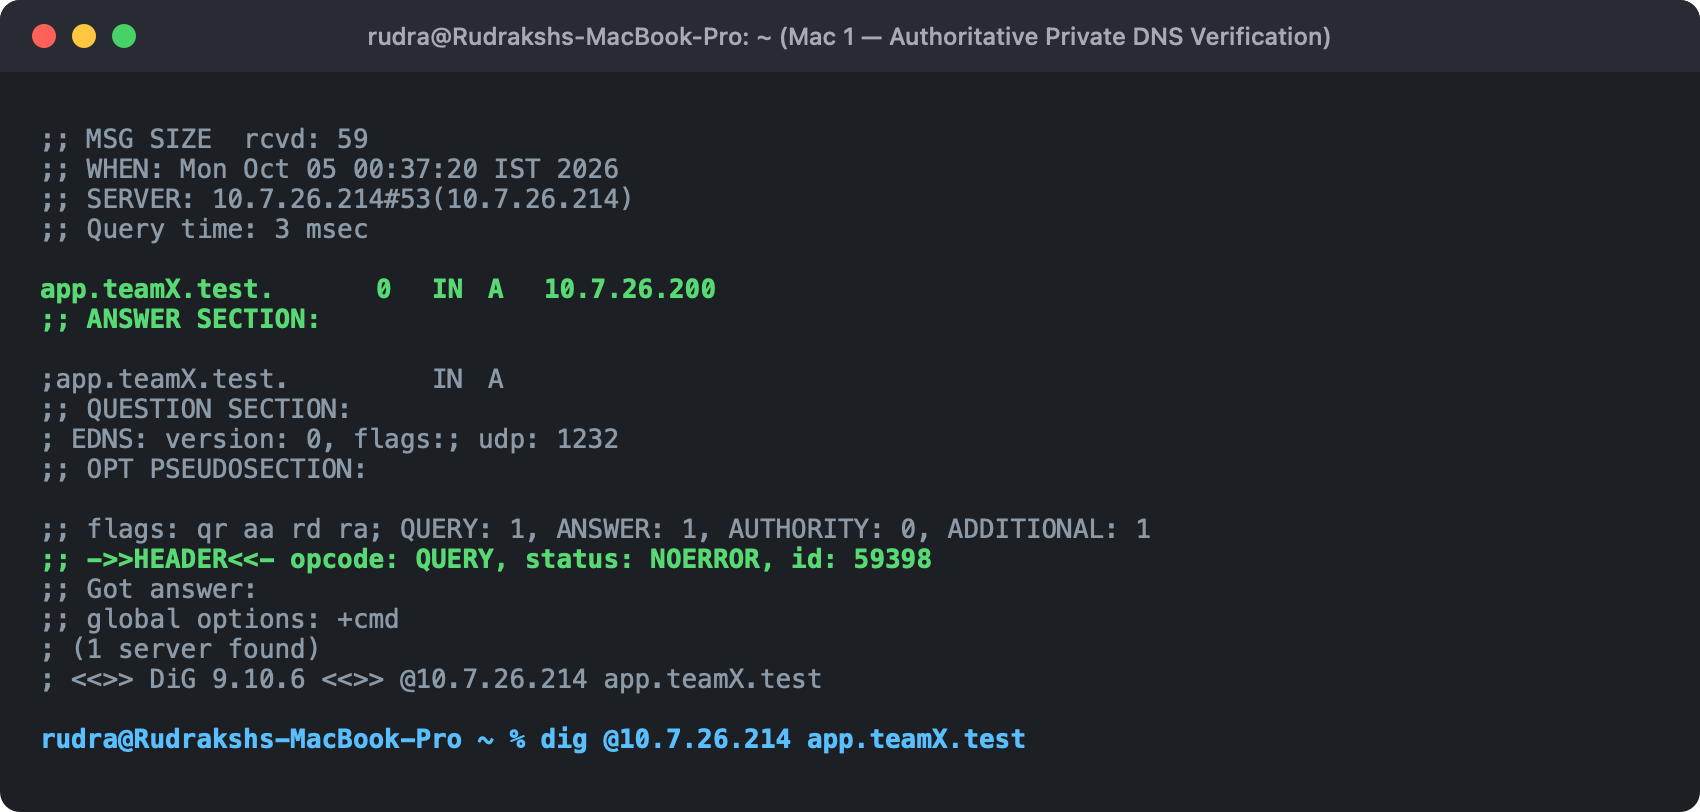 rudra@Rudrakshs-MacBook-Pro: ~ (Mac 1 — Authoritative Private DNS Verification)
;; MSG SIZE  rcvd: 59
;; WHEN: Mon Oct 05 00:37:20 IST 2026
;; SERVER: 10.7.26.214#53(10.7.26.214)
;; Query time: 3 msec
app.teamX.test. 0 IN A 10.7.26.200
;; ANSWER SECTION:
;app.teamX.test. IN A
;; QUESTION SECTION:
; EDNS: version: 0, flags:; udp: 1232
;; OPT PSEUDOSECTION:
;; flags: qr aa rd ra; QUERY: 1, ANSWER: 1, AUTHORITY: 0, ADDITIONAL: 1
;; ->>HEADER<<- opcode: QUERY, status: NOERROR, id: 59398
;; Got answer:
;; global options: +cmd
; (1 server found)
; <<>> DiG 9.10.6 <<>> @10.7.26.214 app.teamX.test
rudra@Rudrakshs-MacBook-Pro ~ % dig @10.7.26.214 app.teamX.test